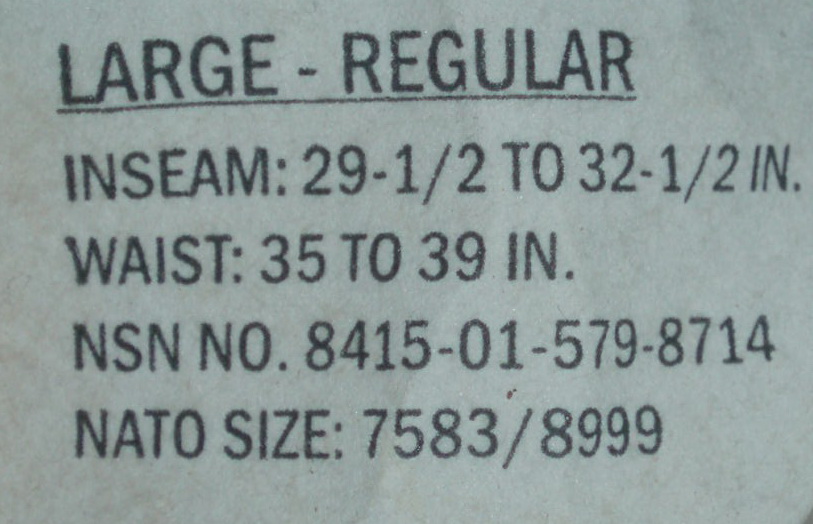 LARGE - REGULAR
INSEAM: 29-1/2 TO 32-1/2 IN.
WAIST: 35 TO 39 IN.
NSN NO. 8415-01-579-8714
NATO SIZE: 7583/8999